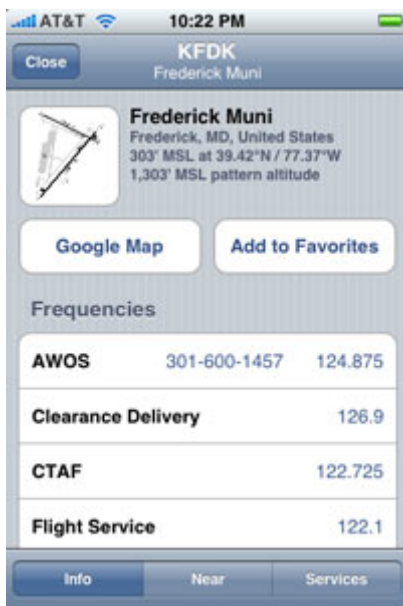 AT&T 10:22 PM
Close
KFDK
Frederick Muni
Frederick Muni
Frederick, MD, United States
303' MSL at 39.42°N / 77.37°W
1,303' MSL pattern altitude
Google Map Add to Favorites
Frequencies
AWOS 301-600-1457 124.875
Clearance Delivery 126.9
CTAF 122.725
Flight Service 122.1
Info Near Services